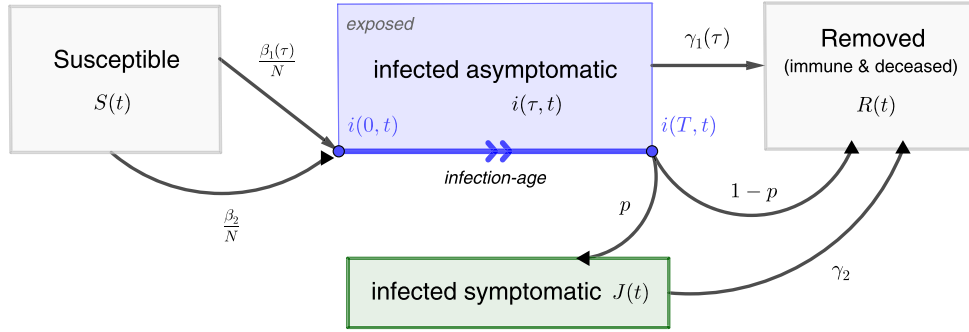 Susceptible
S(t)
β₁(τ)/N
β₂/N
exposed
infected asymptomatic
i(τ, t)
i(0, t)
i(T, t)
infection-age
γ₁(τ)
Removed
(immune & deceased)
R(t)
1 − p
p
infected symptomatic J(t)
γ₂